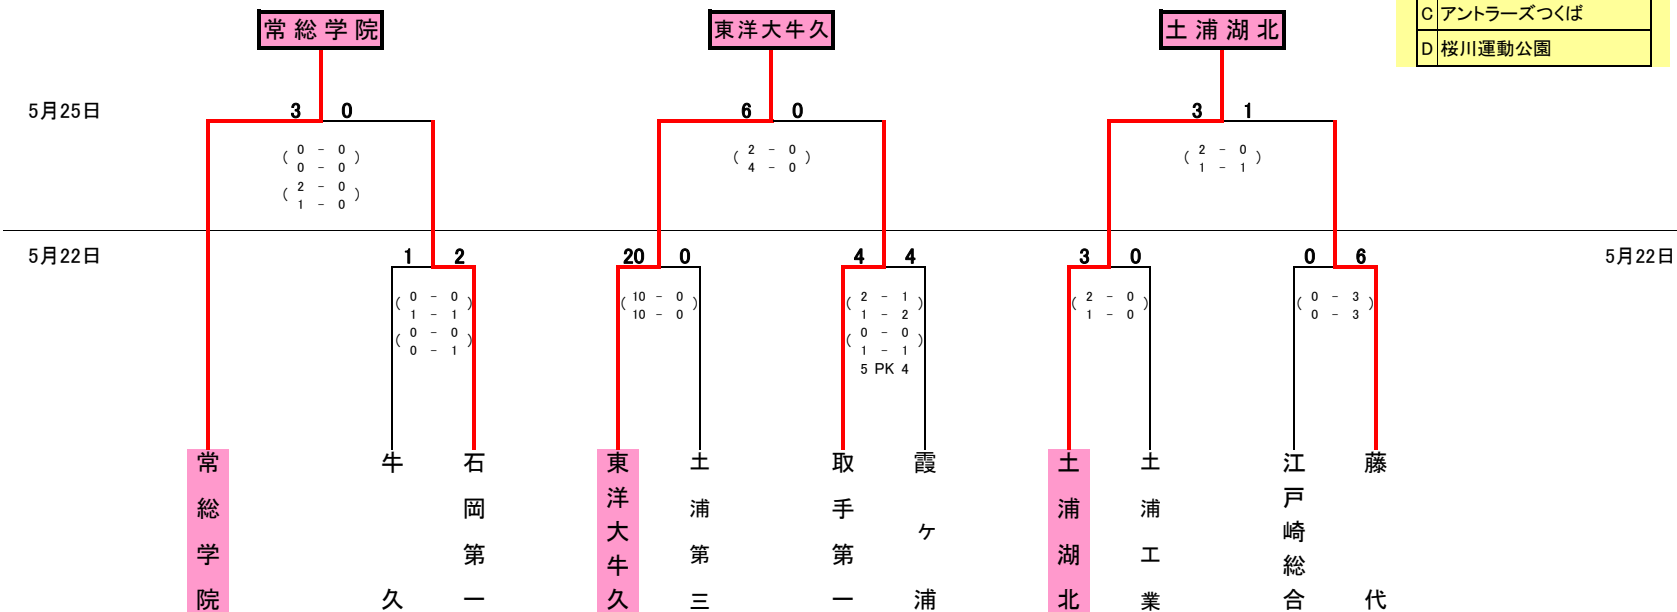 C アントラーズつくば
常総学院 東洋大牛久 土浦湖北
D 桜川運動公園
5月25日 3 0 6 0 3 1
( 0 - 0 )
0 - 0
( 2 - 0 )
1 - 0
( 2 - 0 )
4 - 0
( 2 - 0 )
1 - 1
5月22日 1 2 20 0 4 4 3 0 0 6 5月22日
( 0 - 0 )
1 - 1
( 0 - 0 )
0 - 1
( 10 - 0 )
10 - 0
( 2 - 1 )
1 - 2
( 0 - 0 )
1 - 1
5 PK 4
( 2 - 0 )
1 - 0
( 0 - 3 )
0 - 3
常総学院
牛久
石岡第一
東洋大牛久
土浦第三
取手第一
霞ヶ浦
土浦湖北
土浦工業
江戸崎総合
藤代